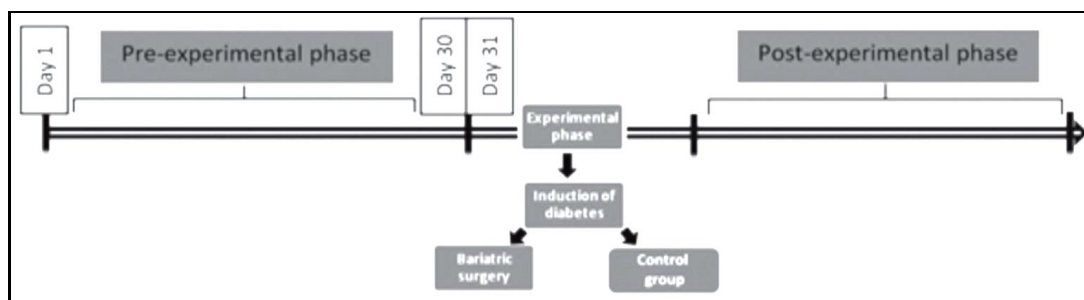 Day 1
Pre-experimental phase
Day 30
Day 31
Post-experimental phase
Experimental
phase
Induction of
diabetes
Bariatric
surgery
Control
group